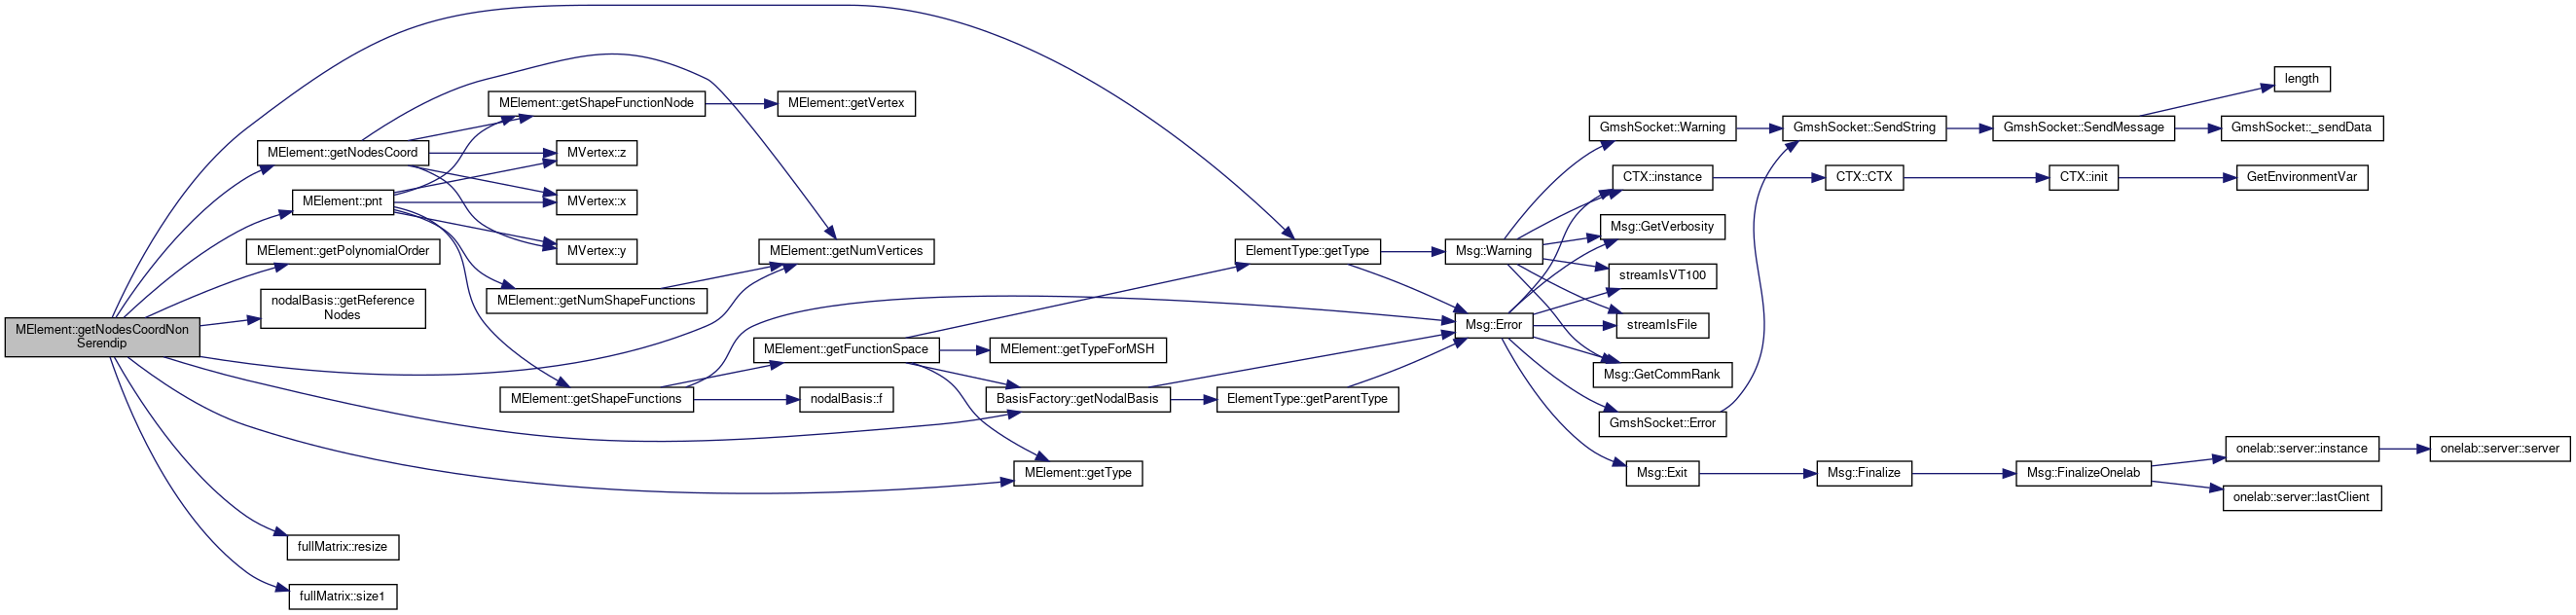 MElement::getNodesCoordNon
Serendip
MElement::getNodesCoord
MElement::pnt
MElement::getPolynomialOrder
nodalBasis::getReference
Nodes
fullMatrix::resize
fullMatrix::size1
MElement::getShapeFunctionNode
MVertex::z
MVertex::x
MVertex::y
MElement::getNumShapeFunctions
MElement::getShapeFunctions
MElement::getVertex
MElement::getNumVertices
MElement::getFunctionSpace
nodalBasis::f
MElement::getTypeForMSH
BasisFactory::getNodalBasis
MElement::getType
ElementType::getType
ElementType::getParentType
Msg::Warning
Msg::Error
GmshSocket::Warning
CTX::instance
Msg::GetVerbosity
streamIsVT100
streamIsFile
Msg::GetCommRank
GmshSocket::Error
Msg::Exit
GmshSocket::SendString
CTX::CTX
Msg::Finalize
GmshSocket::SendMessage
CTX::init
Msg::FinalizeOnelab
length
GmshSocket::_sendData
GetEnvironmentVar
onelab::server::instance
onelab::server::lastClient
onelab::server::server